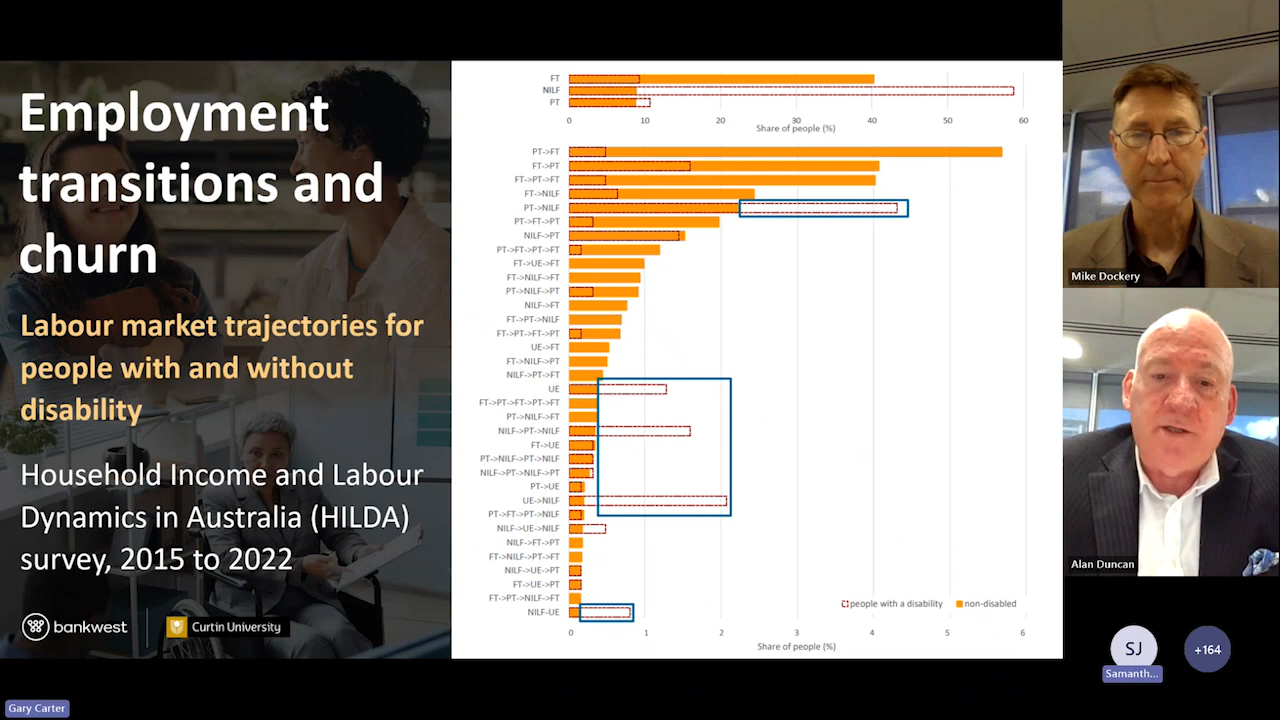 Employment
transitions and
churn
Labour market trajectories for
people with and without
disability
Household Income and Labour
Dynamics in Australia (HILDA)
survey, 2015 to 2022
bankwest
Curtin University
FT
NILF
PT
0 10 20 30 40 50 60
Share of people (%)
PT->FT
FT->PT
FT->PT->FT
FT->NILF
PT->NILF
PT->FT->PT
NILF->PT
PT->FT->PT->FT
FT->UE->FT
FT->NILF->FT
PT->NILF->PT
NILF->FT
FT->PT->NILF
FT->PT->FT->PT
UE->FT
FT->NILF->PT
NILF->PT->FT
UE
FT->PT->FT->PT->FT
PT->NILF->FT
NILF->PT->NILF
FT->UE
PT->NILF->PT->NILF
NILF->PT->NILF->PT
PT->UE
UE->NILF
PT->FT->PT->NILF
NILF->UE->NILF
NILF->FT->PT
FT->NILF->PT->FT
NILF->UE->PT
FT->UE->PT
FT->PT->NILF->FT
NILF-UE
people with a disability non-disabled
0 1 2 3 4 5 6
Share of people (%)
Mike Dockery
Alan Duncan
SJ
Samanth...
+164
Gary Carter